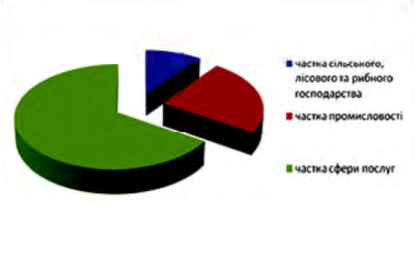 частка сільського,
лісового та рибного
господарства
частка промисловості
частка сфери послуг